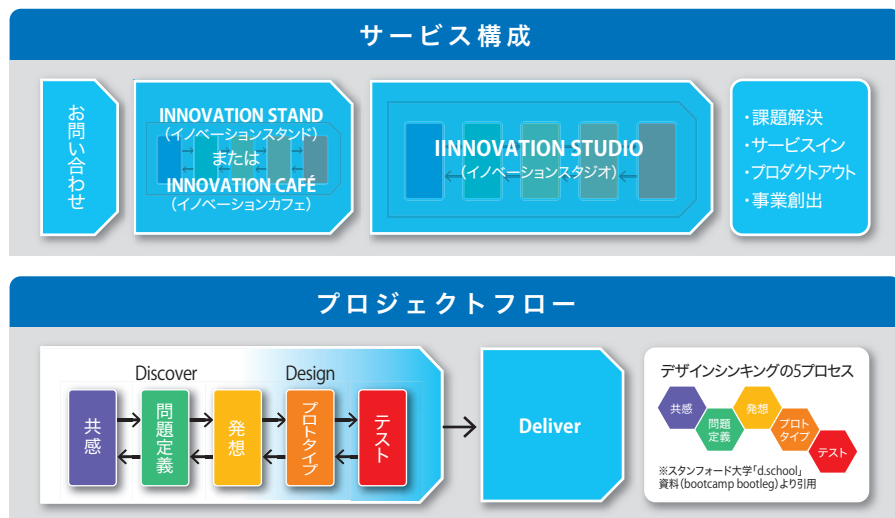 サービス構成
お問い合わせ
INNOVATION STAND
（イノベーションスタンド）
または
INNOVATION CAFÉ
（イノベーションカフェ）
IINNOVATION STUDIO
（イノベーションスタジオ）
・課題解決
・サービスイン
・プロダクトアウト
・事業創出
プロジェクトフロー
Discover
Design
共感
問題定義
発想
プロトタイプ
テスト
Deliver
デザインシンキングの5プロセス
共感
問題
定義
発想
プロト
タイプ
テスト
※スタンフォード大学「d.school」
資料（bootcamp bootleg）より引用